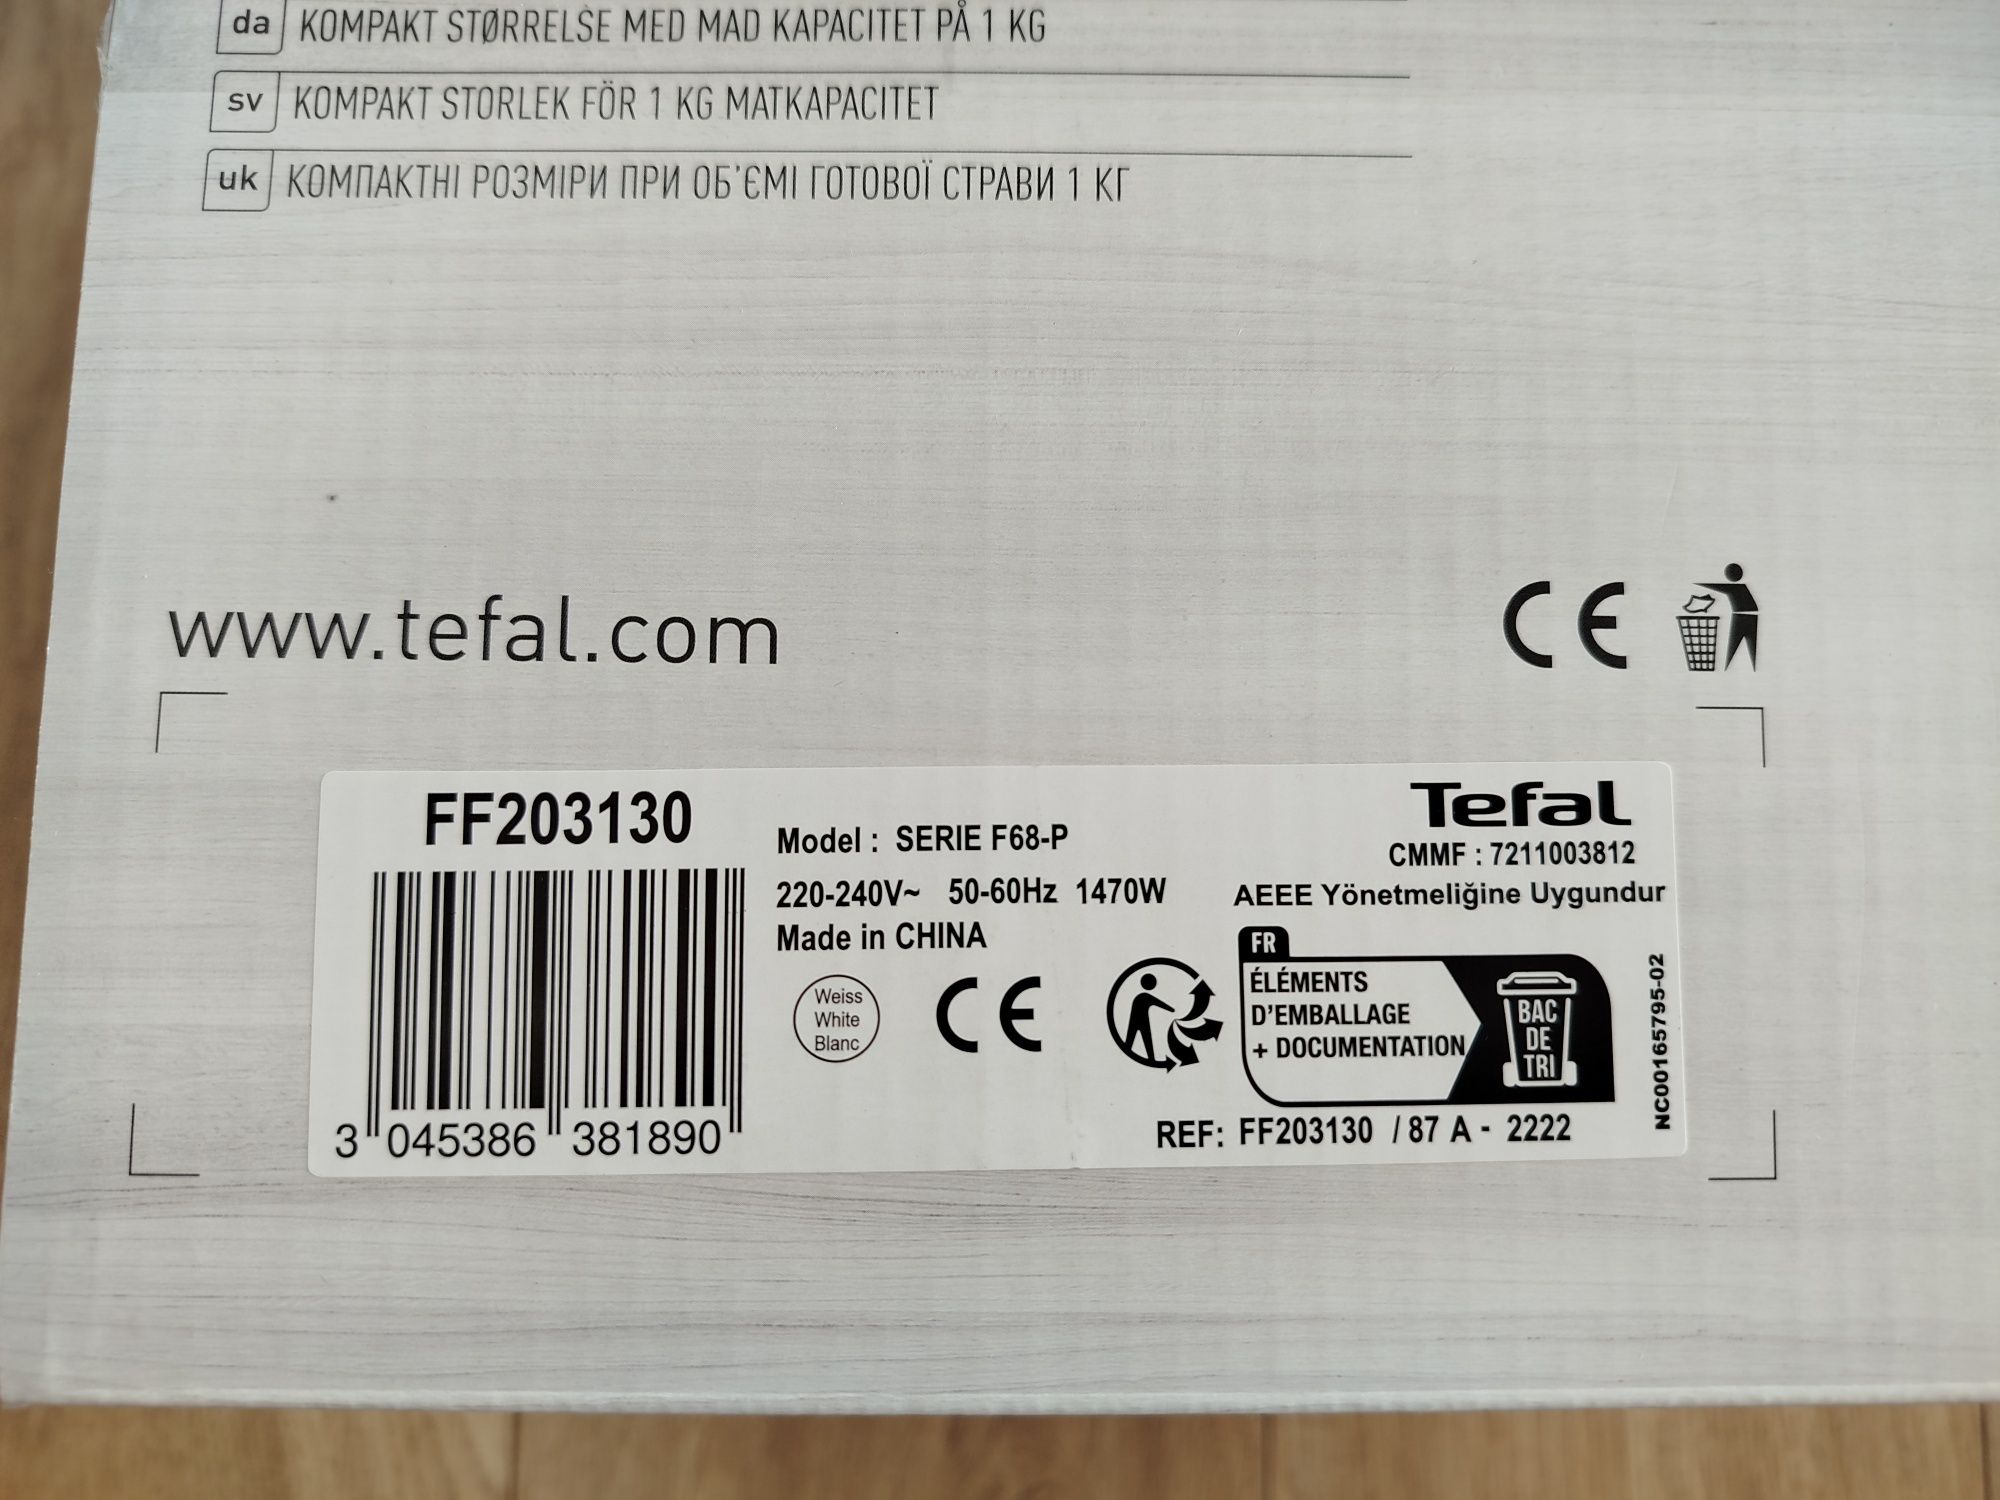 da KOMPAKT STØRRELSE MED MAD KAPACITET PÅ 1 KG
sv KOMPAKT STORLEK FÖR 1 KG MATKAPACITET
uk КОМПАКТНІ РОЗМІРИ ПРИ ОБ'ЄМІ ГОТОВОЇ СТРАВИ 1 КГ
www.tefal.com
CE
FF203130
3 045386 381890
Model : SERIE F68-P
220-240V~ 50-60Hz 1470W
Made in CHINA
Weiss
White
Blanc
CE
Tefal
CMMF : 7211003812
AEEE Yönetmeliğine Uygundur
FR
ÉLÉMENTS
D'EMBALLAGE
+ DOCUMENTATION
BAC
DE
TRI
REF: FF203130 / 87 A - 2222
NC00165795-02